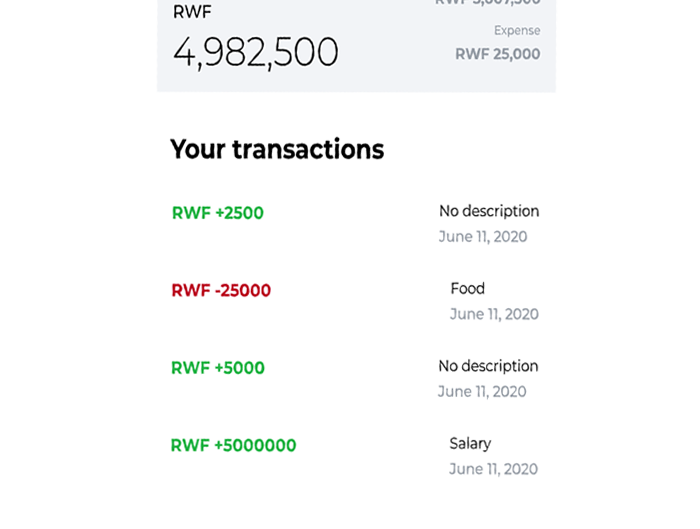 RWF
4,982,500
Expense
RWF 25,000
Your transactions
RWF +2500
No description
June 11, 2020
RWF -25000
Food
June 11, 2020
RWF +5000
No description
June 11, 2020
RWF +5000000
Salary
June 11, 2020